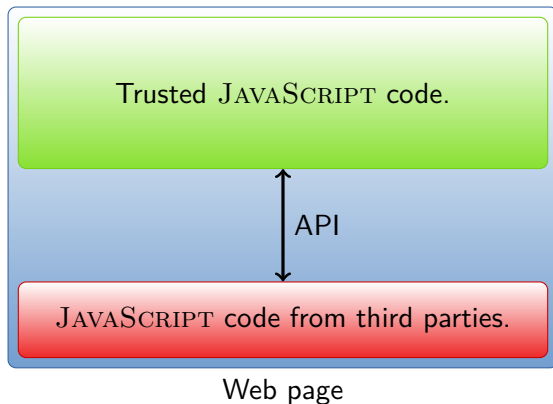 Trusted JAVASCRIPT code.
API
JAVASCRIPT code from third parties.
Web page